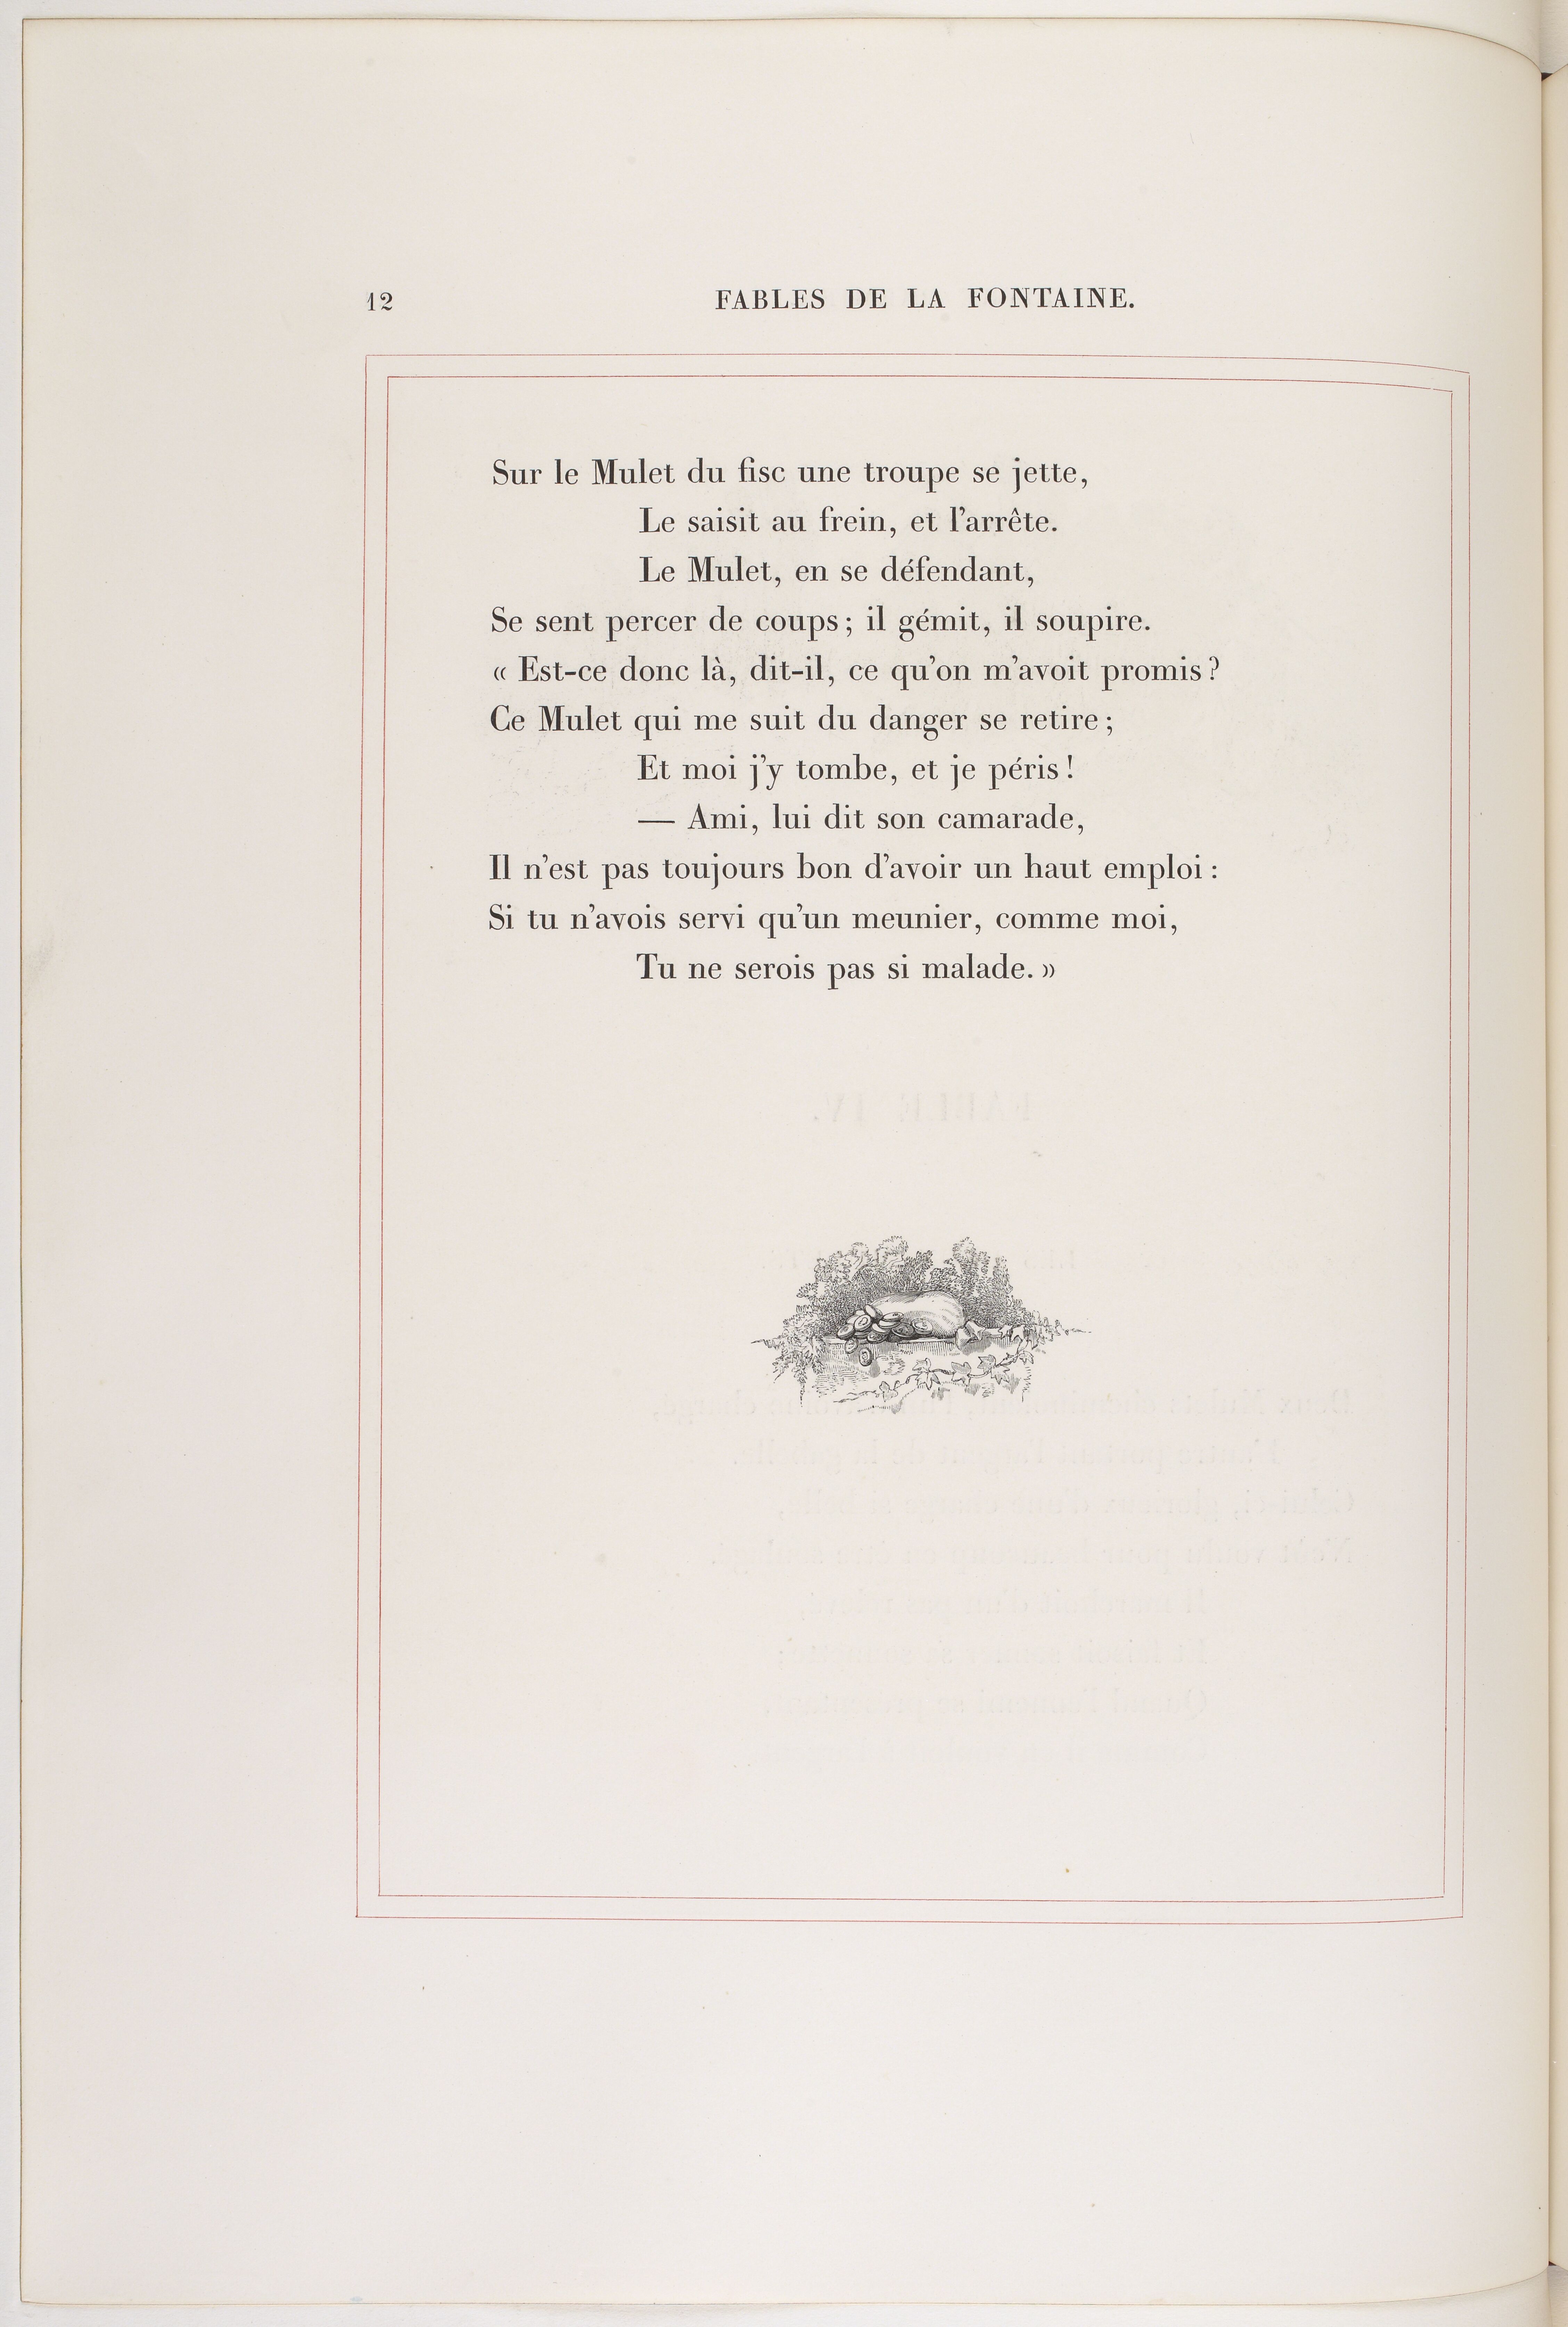 12
FABLES DE LA FONTAINE.
Sur le Mulet du fisc une troupe se jette,
Le saisit au frein, et l'arrête.
Le Mulet, en se défendant,
Se sent percer de coups; il gémit, il soupire.
« Est-ce donc là, dit-il, ce qu'on m'avoit promis?
Ce Mulet qui me suit du danger se retire;
Et moi j'y tombe, et je péris!
— Ami, lui dit son camarade,
Il n'est pas toujours bon d'avoir un haut emploi:
Si tu n'avois servi qu'un meunier, comme moi,
Tu ne serois pas si malade. »